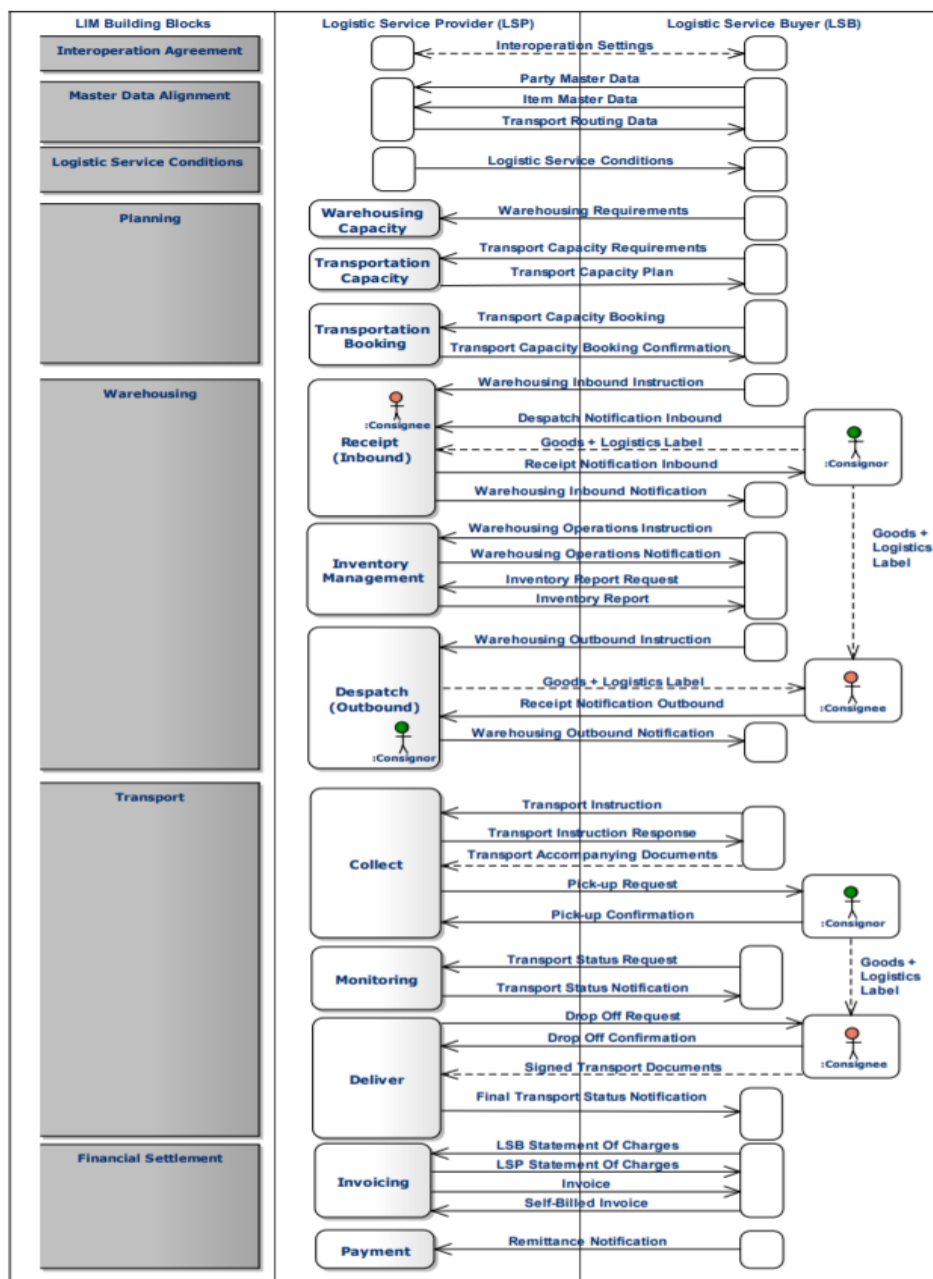 LIM Building Blocks
Logistic Service Provider (LSP)
Logistic Service Buyer (LSB)
Interoperation Agreement
Interoperation Settings
Master Data Alignment
Party Master Data
Item Master Data
Transport Routing Data
Logistic Service Conditions
Logistic Service Conditions
Planning
Warehousing
Capacity
Warehousing Requirements
Transportation
Capacity
Transport Capacity Requirements
Transport Capacity Plan
Transportation
Booking
Transport Capacity Booking
Transport Capacity Booking Confirmation
Warehousing
:Consignee
Receipt
(Inbound)
Warehousing Inbound Instruction
Despatch Notification Inbound
Goods + Logistics Label
Receipt Notification Inbound
Warehousing Inbound Notification
:Consignor
Goods +
Logistics
Label
Inventory
Management
Warehousing Operations Instruction
Warehousing Operations Notification
Inventory Report Request
Inventory Report
Despatch
(Outbound)
:Consignor
Warehousing Outbound Instruction
Goods + Logistics Label
Receipt Notification Outbound
Warehousing Outbound Notification
:Consignee
Transport
Collect
Transport Instruction
Transport Instruction Response
Transport Accompanying Documents
Pick-up Request
Pick-up Confirmation
:Consignor
Goods +
Logistics
Label
Monitoring
Transport Status Request
Transport Status Notification
Deliver
Drop Off Request
Drop Off Confirmation
Signed Transport Documents
Final Transport Status Notification
:Consignee
Financial Settlement
Invoicing
LSB Statement Of Charges
LSP Statement Of Charges
Invoice
Self-Billed Invoice
Payment
Remittance Notification